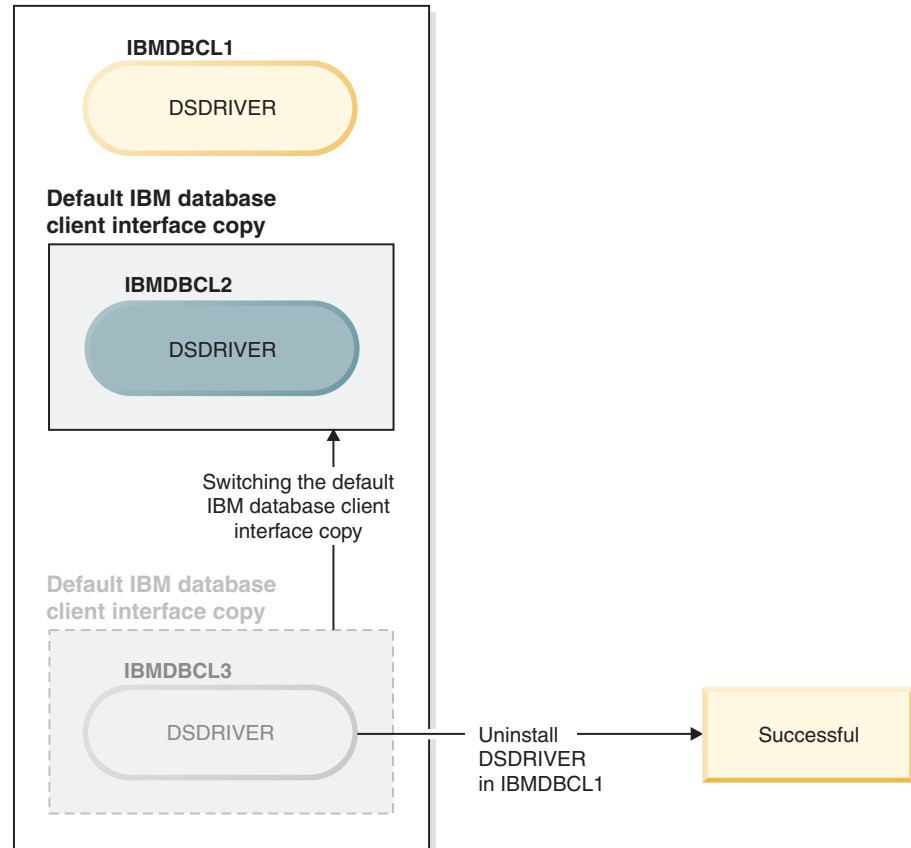 IBMDBCL1
DSDRIVER
Default IBM database
client interface copy
IBMDBCL2
DSDRIVER
Switching the default
IBM database client
interface copy
Default IBM database
client interface copy
IBMDBCL3
DSDRIVER
Uninstall
DSDRIVER
in IBMDBCL1
Successful